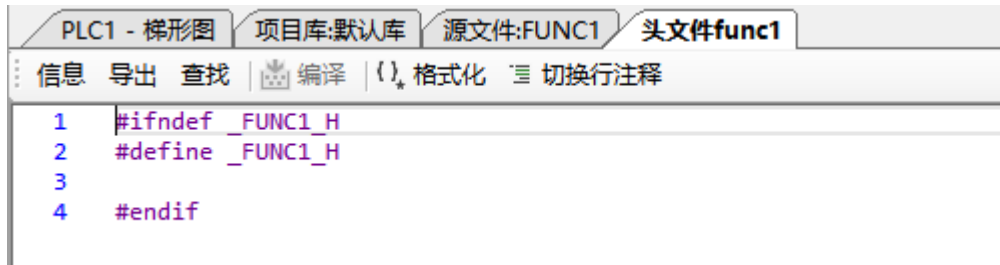 PLC1 - 梯形图 项目库:默认库 源文件:FUNC1 头文件func1
信息 导出 查找 编译 格式化 切换行注释
1 #ifndef _FUNC1_H
2 #define _FUNC1_H
3
4 #endif